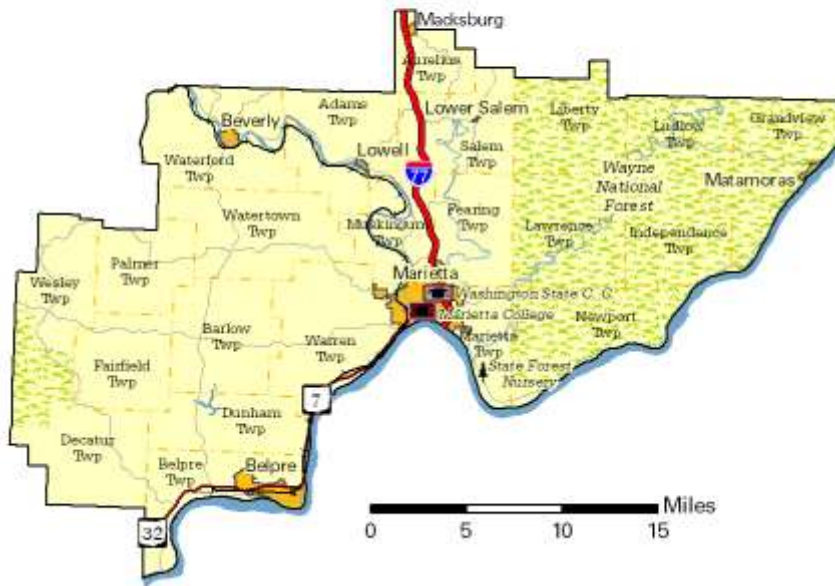 Macksburg
Aurelius
Twp
Adams
Twp
Lower Salem
Liberty
Twp
Ludlow
Twp
Grandview
Twp
Beverly
Lowell
Salem
Twp
Waterford
Twp
77
Wayne
National
Forest
Matamoras
Watertown
Twp
Muskingum
Twp
Fearing
Twp
Lawrence
Twp
Independence
Twp
Wesley
Twp
Palmer
Twp
Marietta
Washington State C. C.
Marietta College
Barlow
Twp
Warren
Twp
Marietta
Twp
Newport
Twp
Fairfield
Twp
State Forest
Nursery
7
Dunham
Twp
Decatur
Twp
Belpre
Twp
Belpre
32
Miles
0 5 10 15